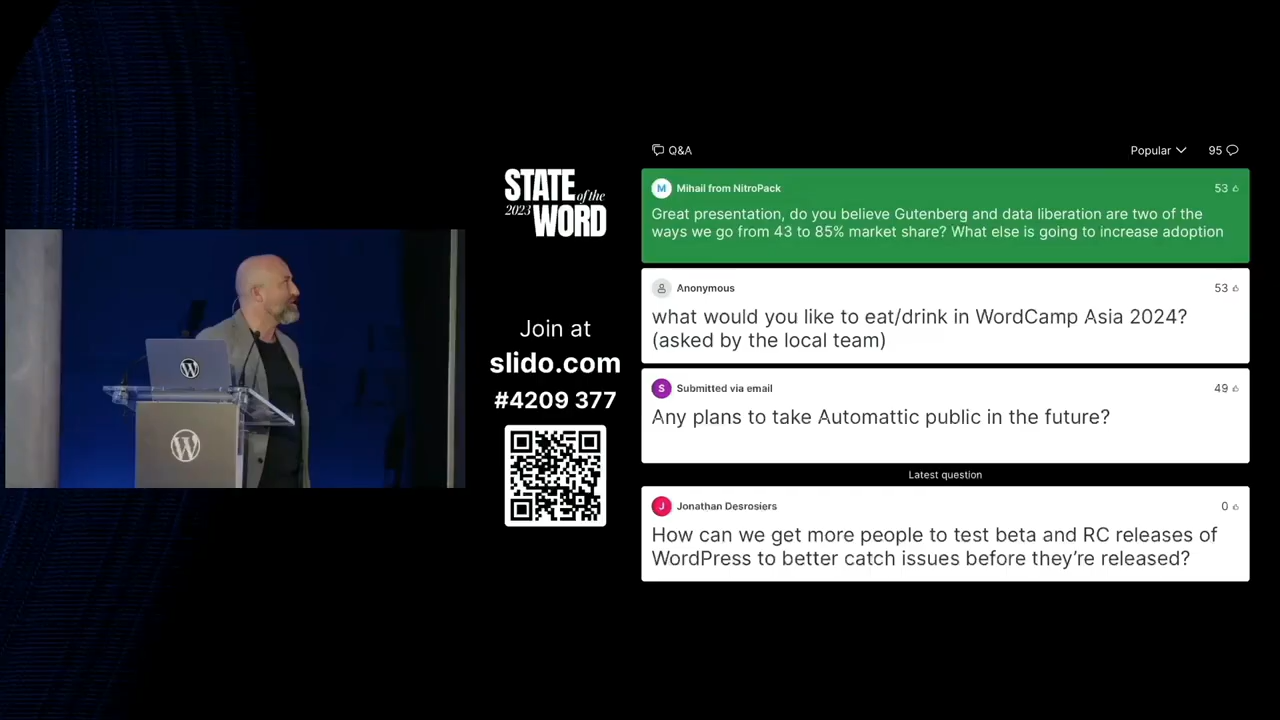 STATE of the
2023 WORD
Join at
slido.com
#4209 377
Q&A
Popular
95
M
Mihail from NitroPack
53
Great presentation, do you believe Gutenberg and data liberation are two of the
ways we go from 43 to 85% market share? What else is going to increase adoption
Anonymous
53
what would you like to eat/drink in WordCamp Asia 2024?
(asked by the local team)
S
Submitted via email
49
Any plans to take Automattic public in the future?
Latest question
J
Jonathan Desrosiers
0
How can we get more people to test beta and RC releases of
WordPress to better catch issues before they’re released?
W
W